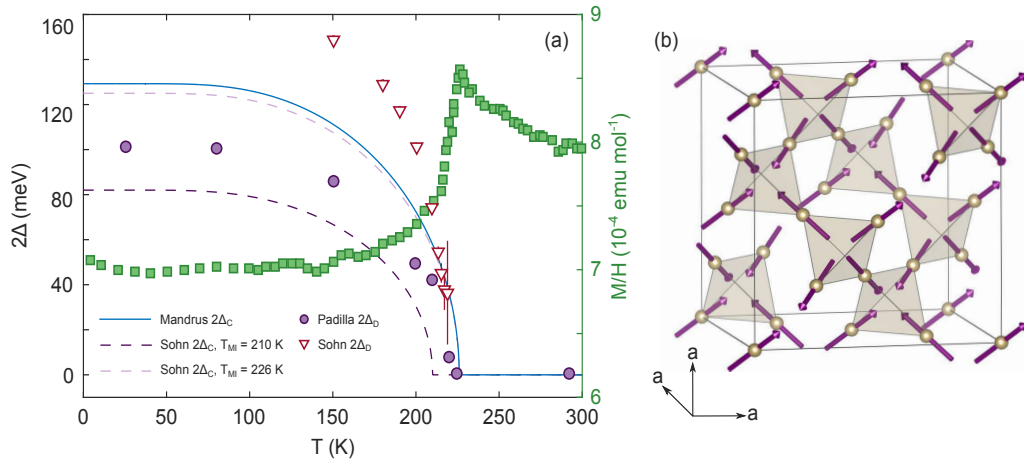 160
130
120
80
40
0
2Δ (meV)
0
50
100
150
200
250
300
T (K)
9
8
7
6
M/H (10⁻⁴ emu mol⁻¹)
(a)
Mandrus 2Δ_C
Sohn 2Δ_C, T_MI = 210 K
Sohn 2Δ_C, T_MI = 226 K
Padilla 2Δ_D
Sohn 2Δ_D
(b)
a
a
a